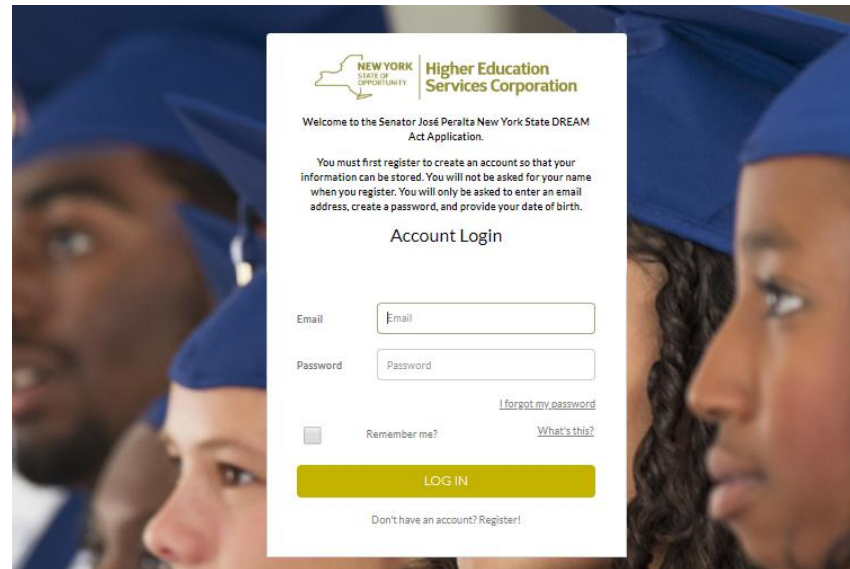 NEW YORK
STATE OF
OPPORTUNITY.
Higher Education
Services Corporation
Welcome to the Senator José Peralta New York State DREAM
Act Application.
You must first register to create an account so that your
information can be stored. You will not be asked for your name
when you register. You will only be asked to enter an email
address, create a password, and provide your date of birth.
Account Login
Email Email
Password Password
I forgot my password
Remember me? What's this?
LOG IN
Don't have an account? Register!